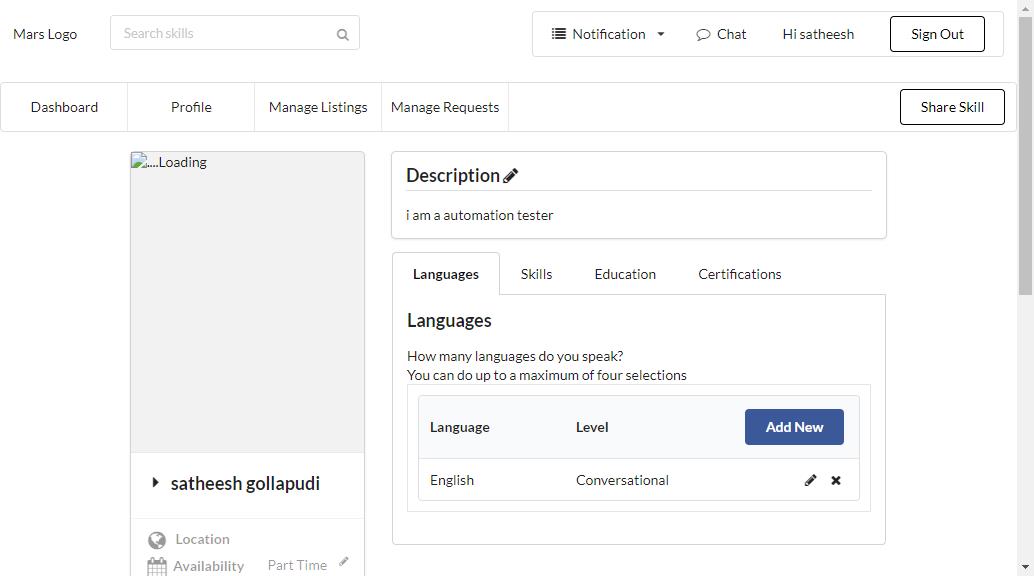 Mars Logo
Search skills
Notification
Chat
Hi satheesh
Sign Out
Dashboard
Profile
Manage Listings
Manage Requests
Share Skill
....Loading
satheesh gollapudi
Location
Availability
Part Time
Description
i am a automation tester
Languages
Skills
Education
Certifications
Languages
How many languages do you speak?
You can do up to a maximum of four selections
Language
Level
Add New
English
Conversational